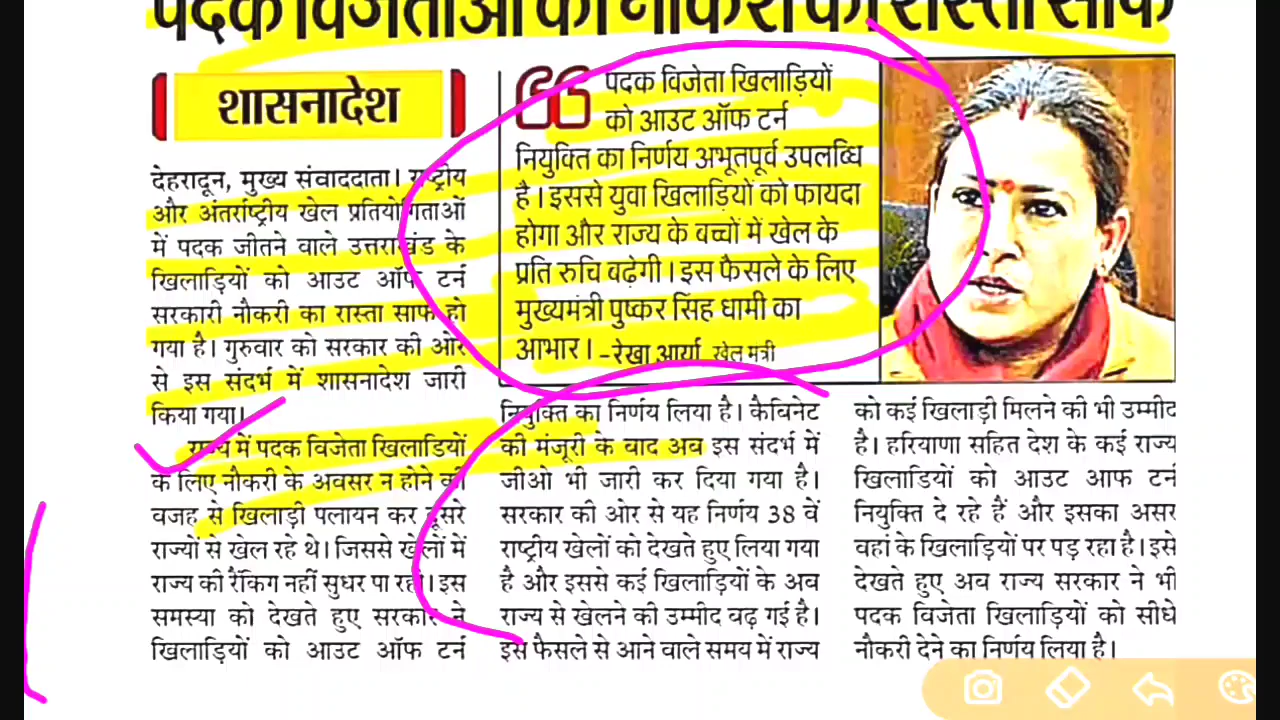 पदक विजेताओं की नौकरी का रास्ता साफ
शासनादेश
देहरादून, मुख्य संवाददाता। राष्ट्रीय
और अंतर्राष्ट्रीय खेल प्रतियोगिताओं
में पदक जीतने वाले उत्तराखंड के
खिलाड़ियों को आउट ऑफ टर्न
सरकारी नौकरी का रास्ता साफ हो
गया है। गुरुवार को सरकार की ओर
से इस संदर्भ में शासनादेश जारी
किया गया।
राज्य में पदक विजेता खिलाडियों
के लिए नौकरी के अवसर न होने की
वजह से खिलाड़ी पलायन कर दूसरे
राज्यों से खेल रहे थे। जिससे खेलों में
राज्य की रैंकिग नहीं सुधर पा रही। इस
समस्या को देखते हुए सरकार ने
खिलाड़ियों को आउट ऑफ टर्न
पदक विजेता खिलाड़ियों
को आउट ऑफ टर्न
नियुक्ति का निर्णय अभूतपूर्व उपलब्धि
है। इससे युवा खिलाड़ियों को फायदा
होगा और राज्य के बच्चों में खेल के
प्रति रुचि बढ़ेगी। इस फैसले के लिए
मुख्यमंत्री पुष्कर सिंह धामी का
आभार। -रेखा आर्या, खेल मंत्री
नियुक्ति का निर्णय लिया है। कैबिनेट
की मंजूरी के बाद अब इस संदर्भ में
जीओ भी जारी कर दिया गया है।
सरकार की ओर से यह निर्णय 38 वें
राष्ट्रीय खेलों को देखते हुए लिया गया
है और इससे कई खिलाड़ियों के अब
राज्य से खेलने की उम्मीद बढ़ गई है।
इस फैसले से आने वाले समय में राज्य
को कई खिलाड़ी मिलने की भी उम्मीद
है। हरियाणा सहित देश के कई राज्य
खिलाडियों को आउट आफ टर्न
नियुक्ति दे रहे हैं और इसका असर
वहां के खिलाड़ियों पर पड़ रहा है। इसे
देखते हुए अब राज्य सरकार ने भी
पदक विजेता खिलाड़ियों को सीधे
नौकरी देने का निर्णय लिया है।